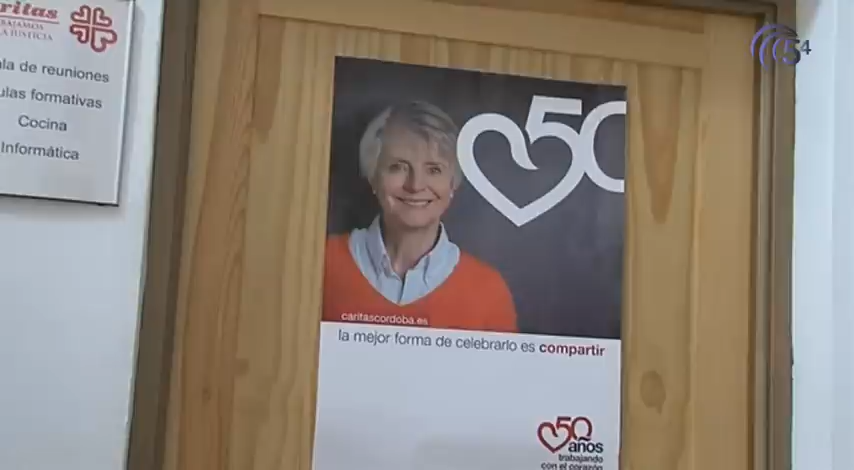 ritas
BAJAMOS
A JUSTICIA
ala de reuniones
ulas formativas
Cocina
Informática
54
50
caritascordoba.es
la mejor forma de celebrarlo es compartir
50
años
trabajando
con el corazón